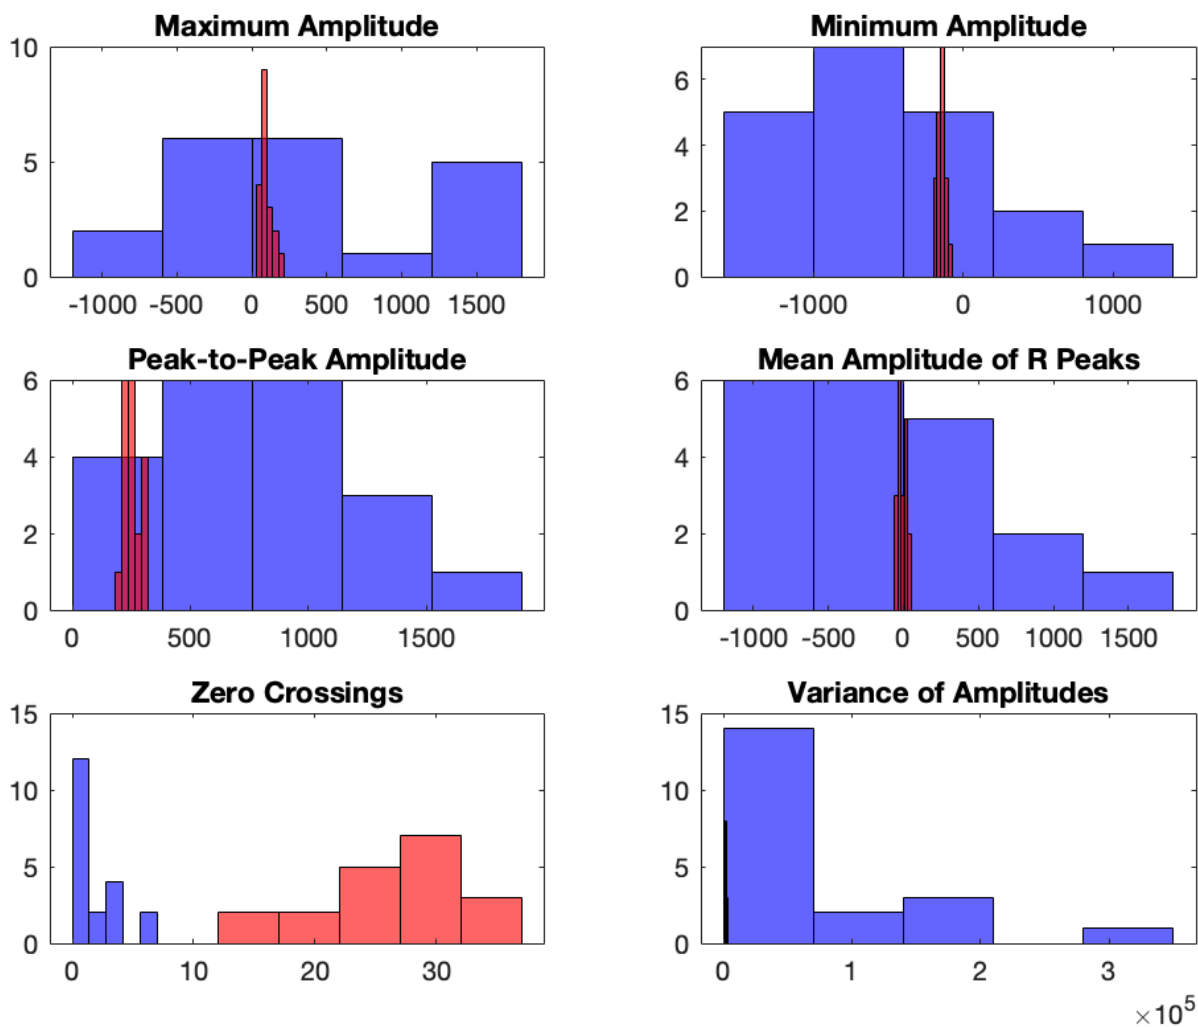 Maximum Amplitude
10
5
0
-1000 -500 0 500 1000 1500
Minimum Amplitude
6
4
2
0
-1000 0 1000
Peak-to-Peak Amplitude
6
4
2
0
0 500 1000 1500
Mean Amplitude of R Peaks
6
4
2
0
-1000 -500 0 500 1000 1500
Zero Crossings
15
10
5
0
0 10 20 30
Variance of Amplitudes
15
10
5
0
0 1 2 3
×10⁵